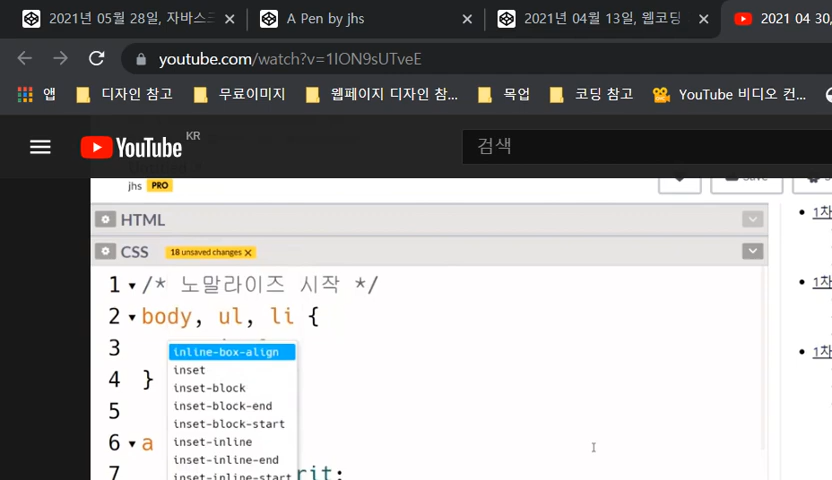 2021년 05월 28일, 자바스크
A Pen by jhs
2021년 04월 13일, 웹코딩
2021 04 30,
youtube.com/watch?v=1ION9sUTveE
앱
디자인 참고
무료이미지
웹페이지 디자인 참...
목업
코딩 참고
YouTube 비디오 컨...
YouTube KR
검색
jhs PRO
Save
HTML
1차
CSS
18 unsaved changes ×
1 /* 노말라이즈 시작 */
2 body, ul, li {
1차
3
inline-box-align
1차
inset
4 }
inset-block
inset-block-end
5
inset-block-start
6 a
inset-inline
inset-inline-end
7 rit;
inset-inline-start